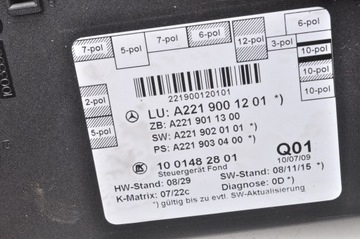 7-pol 5-pol 7-pol 6-pol 12-pol 3-pol 6-pol
10-pol
10-pol
2-pol
5-pol
221900120101
LU: A221 900 12 01 *)
ZB: A221 901 13 00
SW: A221 902 01 01 *)
PS: A221 903 04 00 *)
10 0148 28 01
Steuergerät Fond
Q01
10/07/09
HW-Stand: 08/29
SW-Stand: 08/11/15 *)
K-Matrix: 07/22c
Diagnose: 0D *)
*) gültig bis zu evtl. SW-Aktualisierung